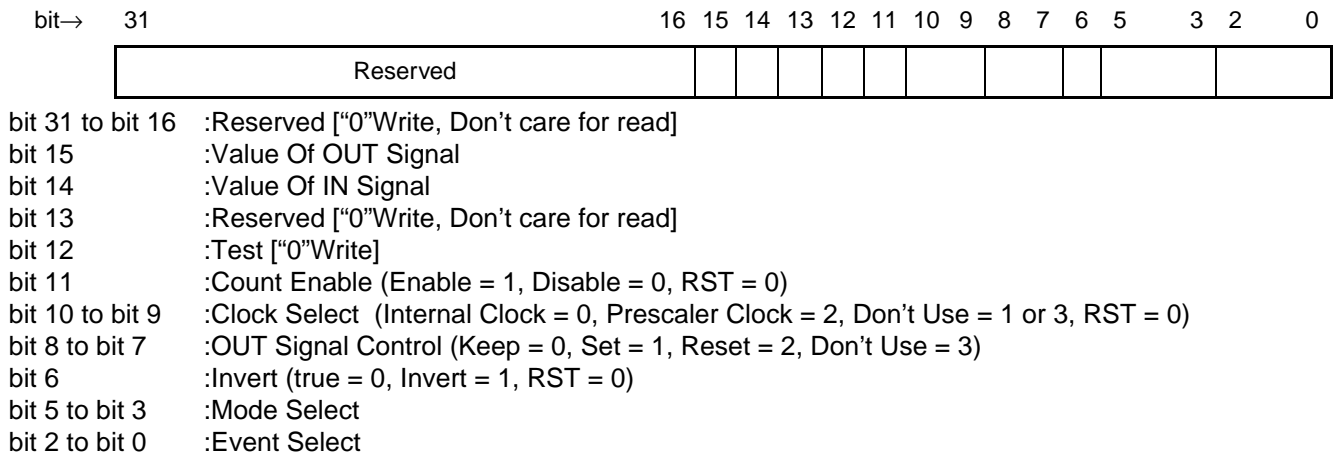 bit→ 31 16 15 14 13 12 11 10 9 8 7 6 5 3 2 0
Reserved
bit 31 to bit 16 :Reserved [“0”Write, Don’t care for read]
bit 15 :Value Of OUT Signal
bit 14 :Value Of IN Signal
bit 13 :Reserved [“0”Write, Don’t care for read]
bit 12 :Test [“0”Write]
bit 11 :Count Enable (Enable = 1, Disable = 0, RST = 0)
bit 10 to bit 9 :Clock Select (Internal Clock = 0, Prescaler Clock = 2, Don’t Use = 1 or 3, RST = 0)
bit 8 to bit 7 :OUT Signal Control (Keep = 0, Set = 1, Reset = 2, Don’t Use = 3)
bit 6 :Invert (true = 0, Invert = 1, RST = 0)
bit 5 to bit 3 :Mode Select
bit 2 to bit 0 :Event Select